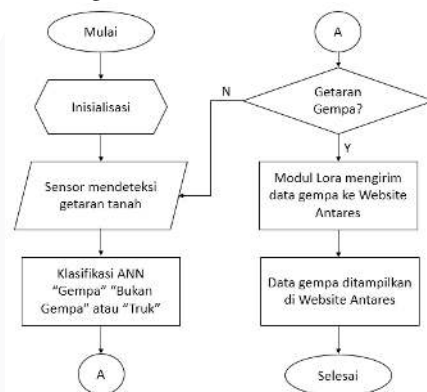 Mulai
Inisialisasi
Sensor mendeteksi
getaran tanah
Klasifikasi ANN
"Gempa" "Bukan
Gempa" atau "Truk"
A
A
Getaran
Gempa?
N
Y
Modul Lora mengirim
data gempa ke Website
Antares
Data gempa ditampilkan
di Website Antares
Selesai